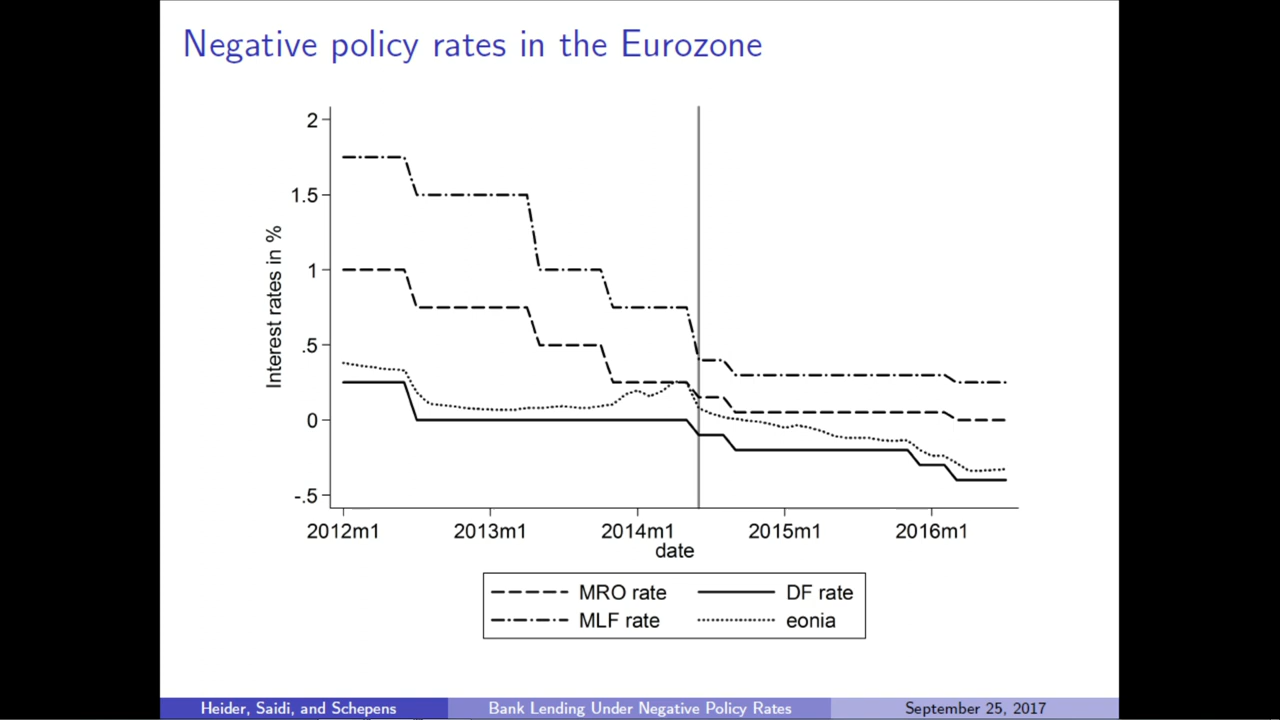 Negative policy rates in the Eurozone
2
1.5
1
.5
0
-.5
Interest rates in %
2012m1 2013m1 2014m1 2015m1 2016m1
date
MRO rate DF rate
MLF rate eonia
Heider, Saidi, and Schepens Bank Lending Under Negative Policy Rates September 25, 2017